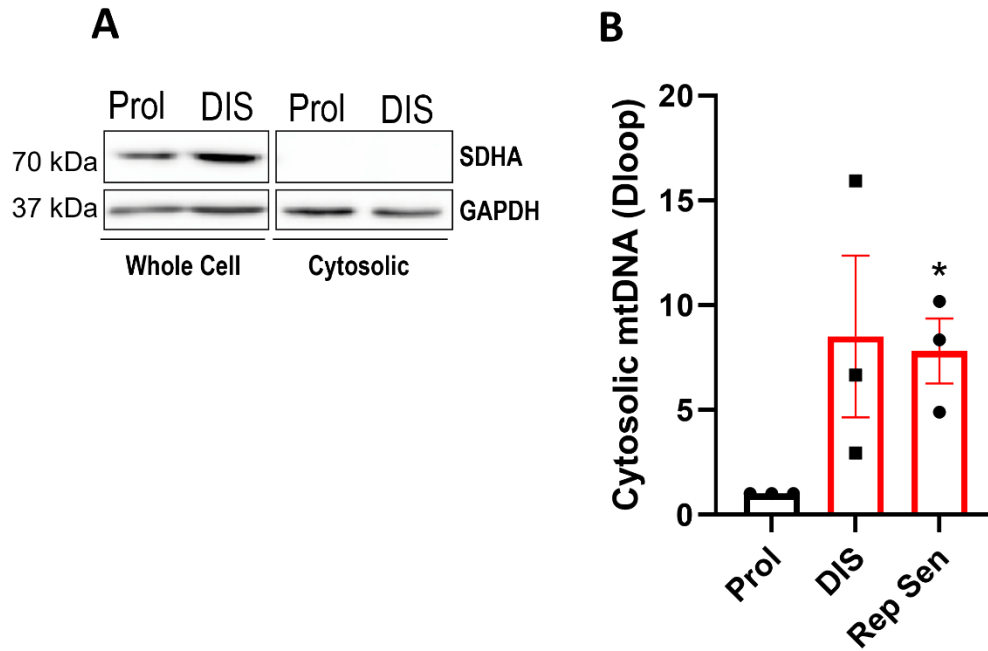 A
Prol DIS Prol DIS
70 kDa SDHA
37 kDa GAPDH
Whole Cell Cytosolic
B
Cytosolic mtDNA (Dloop)
20
15
10
5
0
*
Prol
DIS
Rep Sen